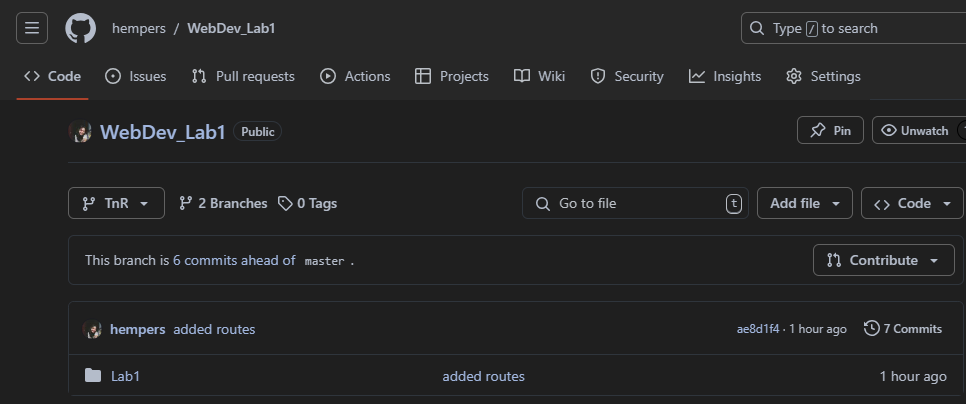 hempers / WebDev_Lab1 Type / to search
Code Issues Pull requests Actions Projects Wiki Security Insights Settings
WebDev_Lab1 Public Pin Unwatch
TnR 2 Branches 0 Tags Go to file t Add file Code
This branch is 6 commits ahead of master . Contribute
hempers added routes ae8d1f4 · 1 hour ago 7 Commits
Lab1 added routes 1 hour ago